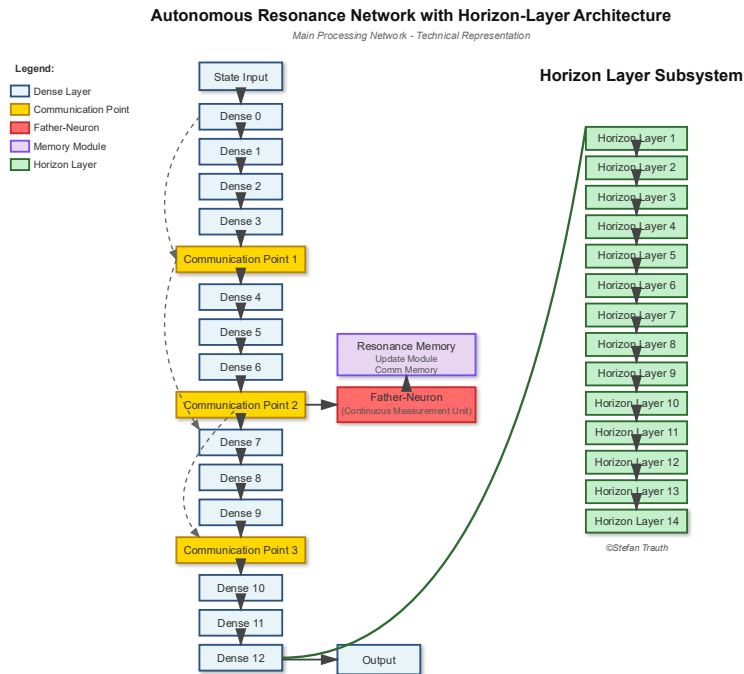 Autonomous Resonance Network with Horizon-Layer Architecture
Main Processing Network - Technical Representation
Legend:
Dense Layer
Communication Point
Father-Neuron
Memory Module
Horizon Layer
State Input
Dense 0
Dense 1
Dense 2
Dense 3
Communication Point 1
Dense 4
Dense 5
Dense 6
Communication Point 2
Dense 7
Dense 8
Dense 9
Communication Point 3
Dense 10
Dense 11
Dense 12
Output
Resonance Memory
Update Module
Comm Memory
Father-Neuron
(Continuous Measurement Unit)
Horizon Layer Subsystem
Horizon Layer 1
Horizon Layer 2
Horizon Layer 3
Horizon Layer 4
Horizon Layer 5
Horizon Layer 6
Horizon Layer 7
Horizon Layer 8
Horizon Layer 9
Horizon Layer 10
Horizon Layer 11
Horizon Layer 12
Horizon Layer 13
Horizon Layer 14
©Stefan Trauth